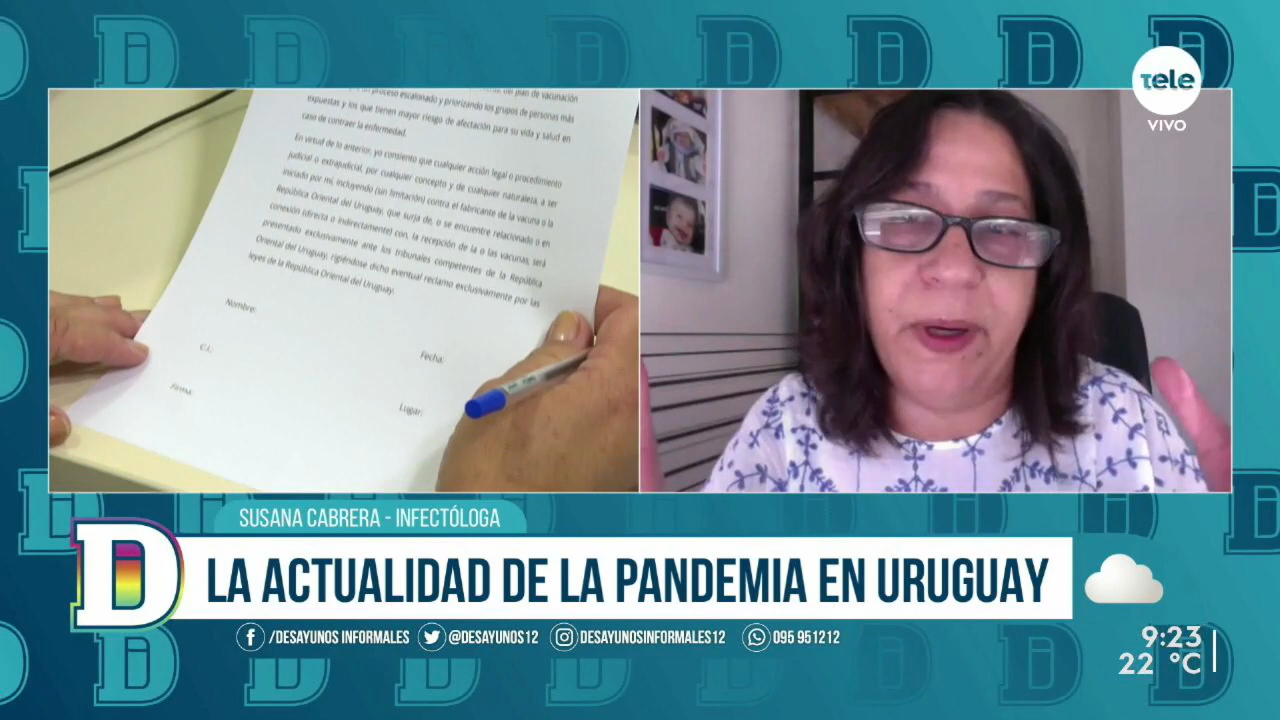 TELE
VIVO
un proceso escalonado y priorizando los grupos de personas más
expuestas y los que tienen mayor riesgo de afectación para su vida y salud en
caso de contraer la enfermedad.
En virtud de lo anterior, yo consiento que cualquier acción legal o procedimiento
judicial o extrajudicial, por cualquier concepto y de cualquier naturaleza, a ser
iniciado por mí, incluyendo (sin limitación) contra el fabricante de la vacuna o la
República Oriental del Uruguay, que surja de, o se encuentre relacionado o en
conexión (directa o indirectamente) con, la recepción de la o las vacunas, será
presentado exclusivamente ante los tribunales competentes de la República
Oriental del Uruguay, rigiéndose dicho eventual reclamo exclusivamente por las
leyes de la República Oriental del Uruguay.
Nombre:
C.I.:
Fecha:
Firma:
Lugar:
SUSANA CABRERA - INFECTÓLOGA
D LA ACTUALIDAD DE LA PANDEMIA EN URUGUAY
/DESAYUNOS INFORMALES @DESAYUNOS12 DESAYUNOSINFORMALES12 095 951212
9:23
22 °C